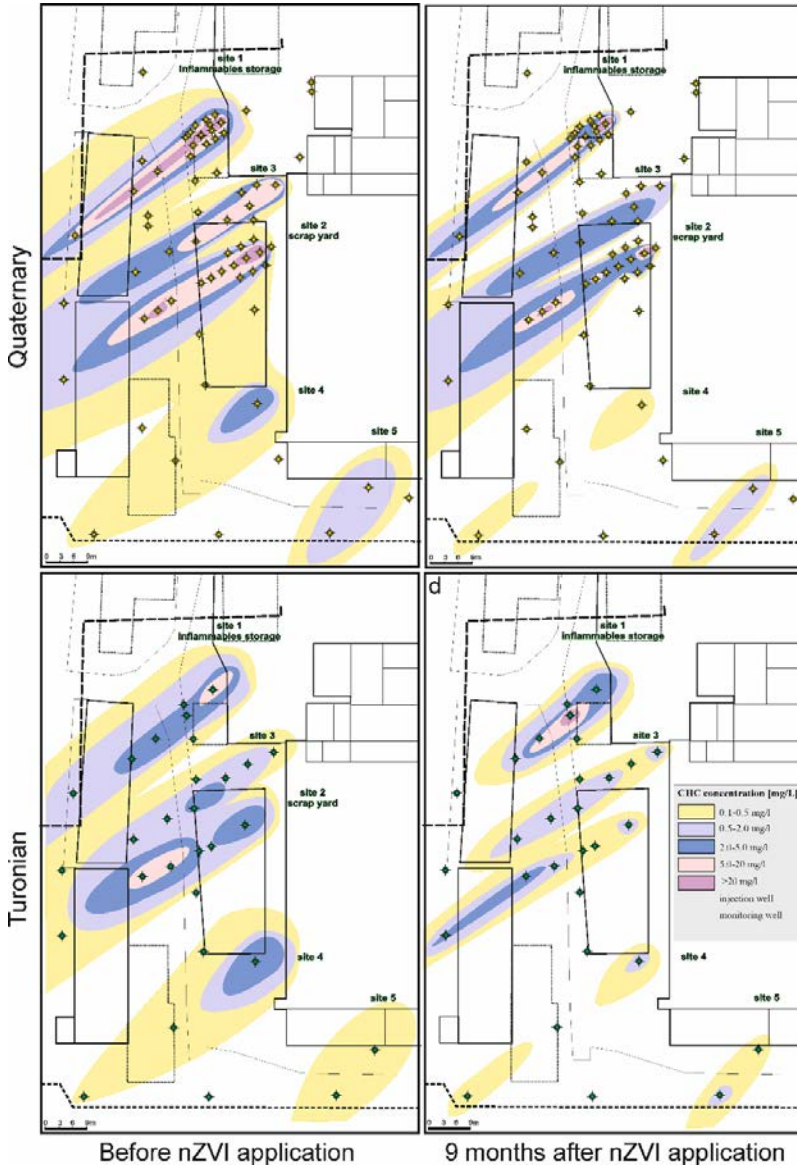 site 1
inflammables storage
site 3
site 2
scrap yard
site 4
site 5
0 3 6 9m
Quaternary
site 1
inflammables storage
site 3
site 2
scrap yard
site 4
site 5
0 3 6 9m
site 1
inflammables storage
site 3
site 2
scrap yard
site 4
site 5
0 3 6 9m
Turonian
d
site 1
inflammables storage
site 3
site 2
scrap yard
CHC concentration [mg/L]
0.1-0.5 mg/l
0.5-2.0 mg/l
2.0-5.0 mg/l
5.0-20 mg/l
>20 mg/l
injection well
monitoring well
site 4
site 5
0 3 6 9m
Before nZVI application
9 months after nZVI application